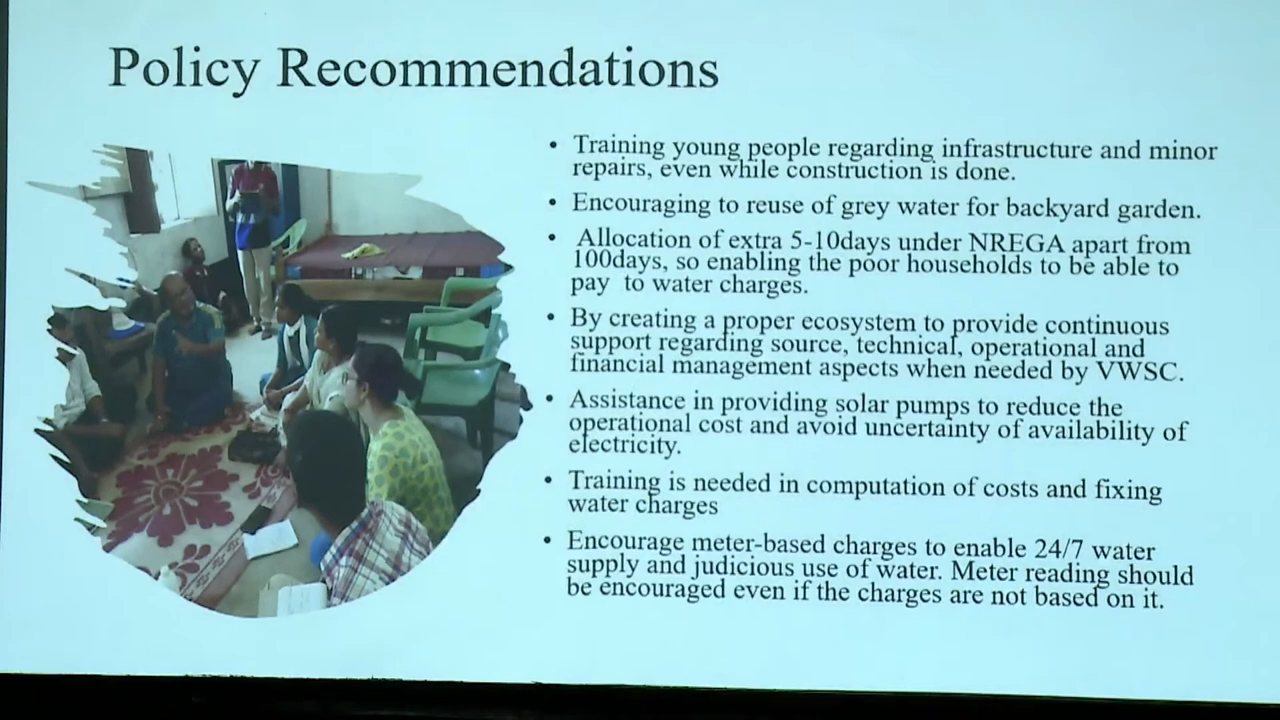 Policy Recommendations
• Training young people regarding infrastructure and minor
repairs, even while construction is done.
• Encouraging to reuse of grey water for backyard garden.
• Allocation of extra 5-10days under NREGA apart from
100days, so enabling the poor households to be able to
pay to water charges.
• By creating a proper ecosystem to provide continuous
support regarding source, technical, operational and
financial management aspects when needed by VWSC.
• Assistance in providing solar pumps to reduce the
operational cost and avoid uncertainty of availability of
electricity.
• Training is needed in computation of costs and fixing
water charges
• Encourage meter-based charges to enable 24/7 water
supply and judicious use of water. Meter reading should
be encouraged even if the charges are not based on it.